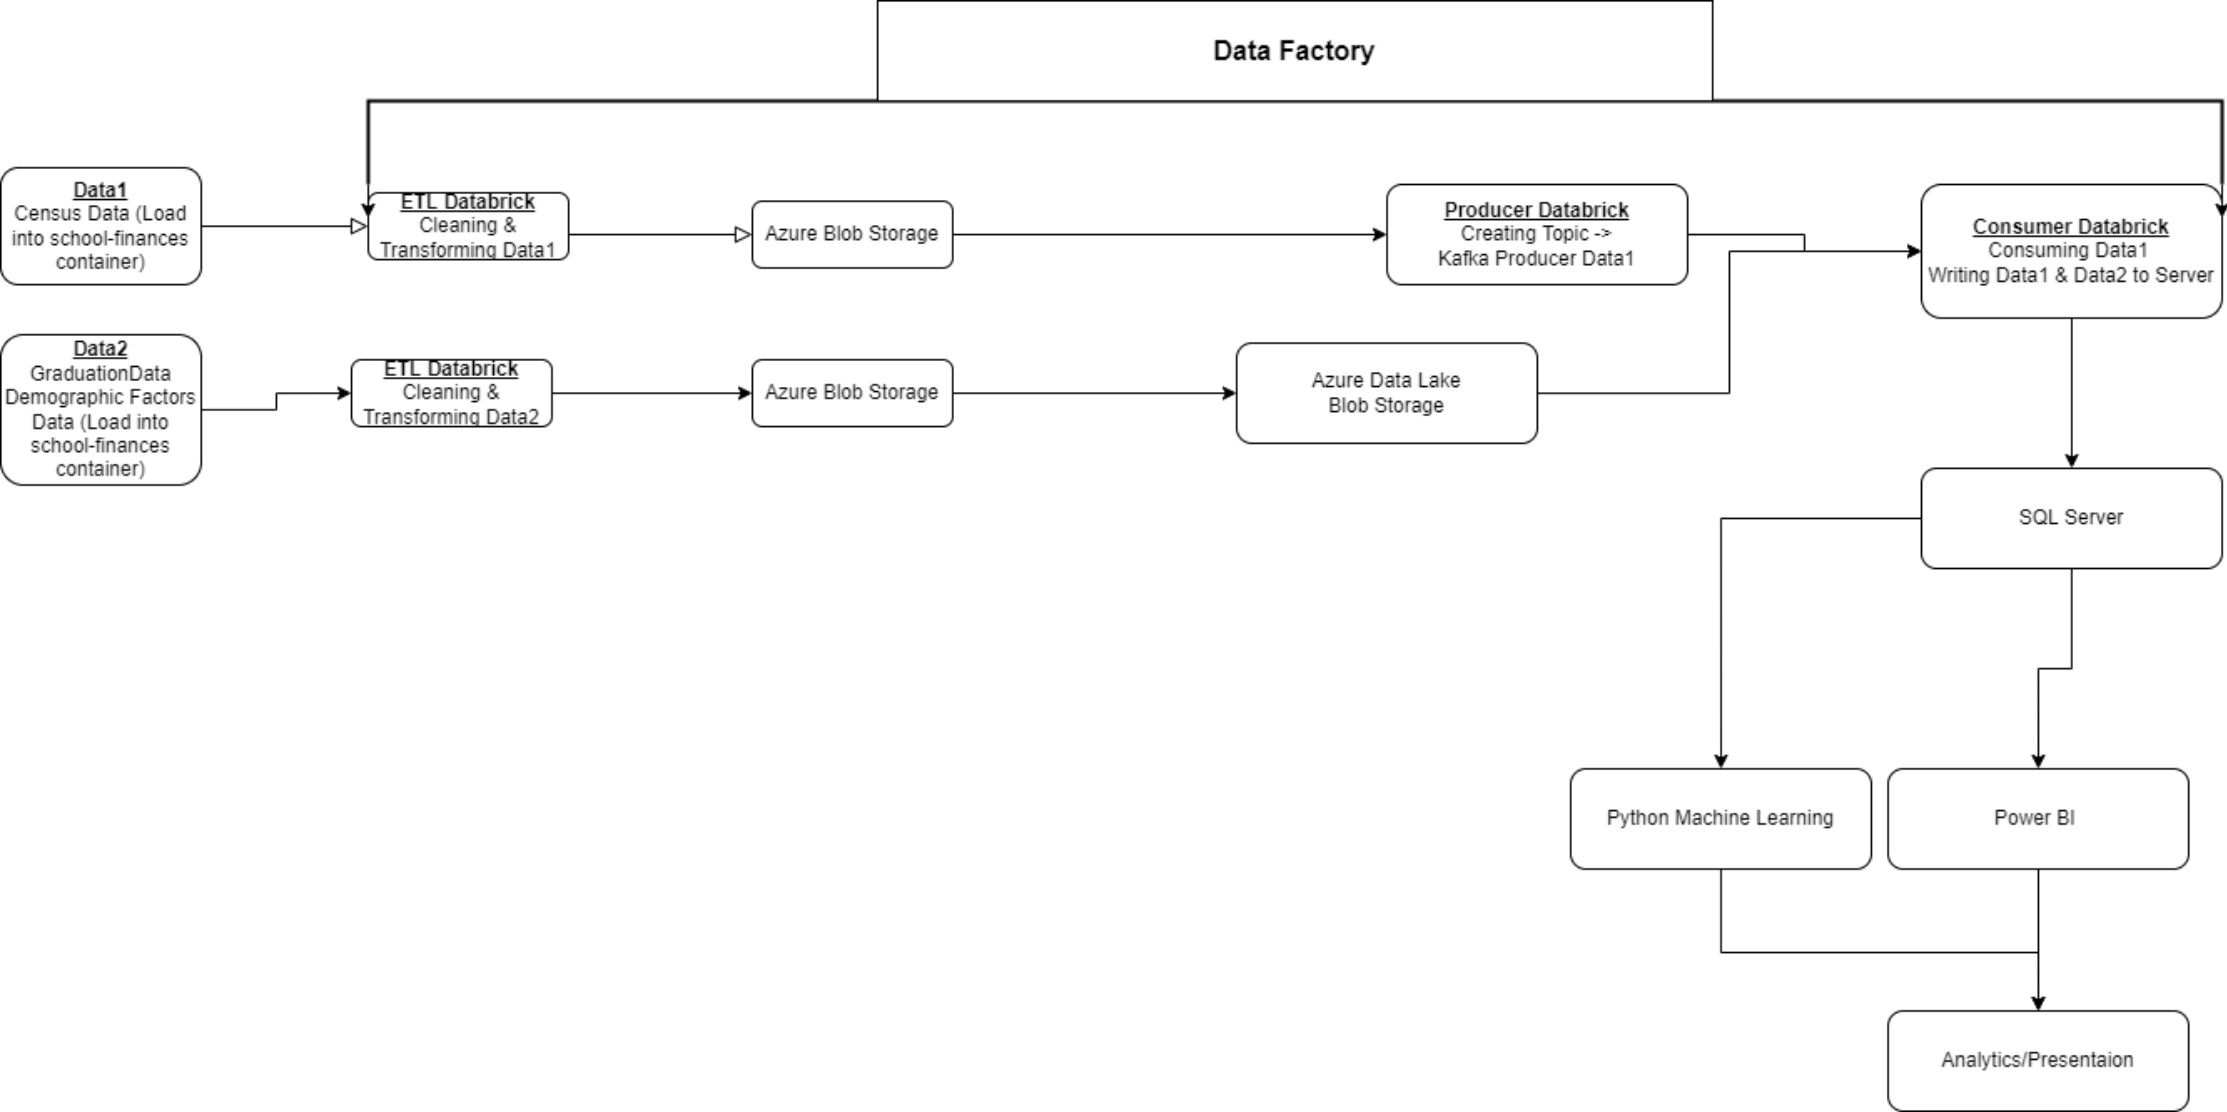 Data Factory
Data1
Census Data (Load
into school-finances
container)
ETL Databrick
Cleaning &
Transforming Data1
Azure Blob Storage
Producer Databrick
Creating Topic ->
Kafka Producer Data1
Consumer Databrick
Consuming Data1
Writing Data1 & Data2 to Server
Data2
GraduationData
Demographic Factors
Data (Load into
school-finances
container)
ETL Databrick
Cleaning &
Transforming Data2
Azure Blob Storage
Azure Data Lake
Blob Storage
SQL Server
Python Machine Learning
Power BI
Analytics/Presentaion